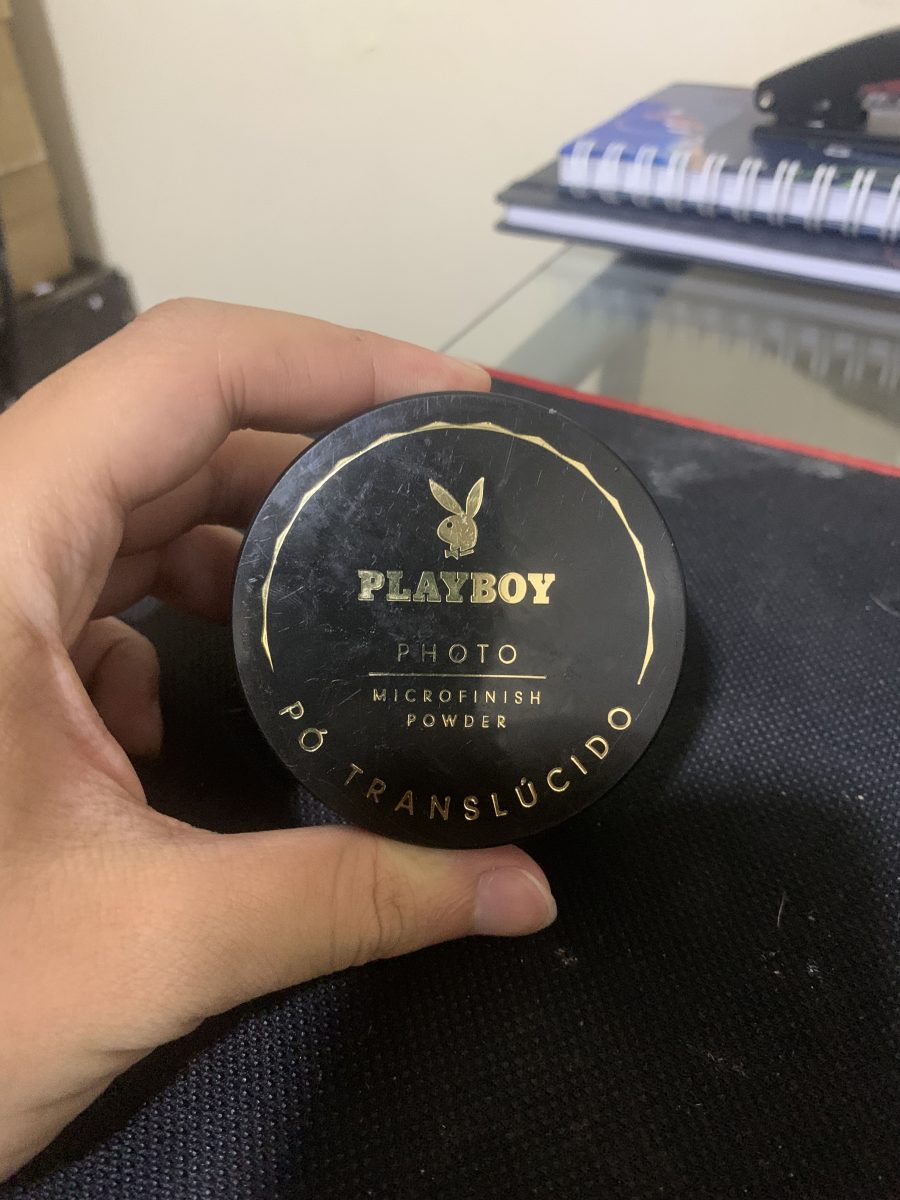 PLAYBOY
PHOTO
MICROFINISH
POWDER
PÓ TRANSLÚCIDO